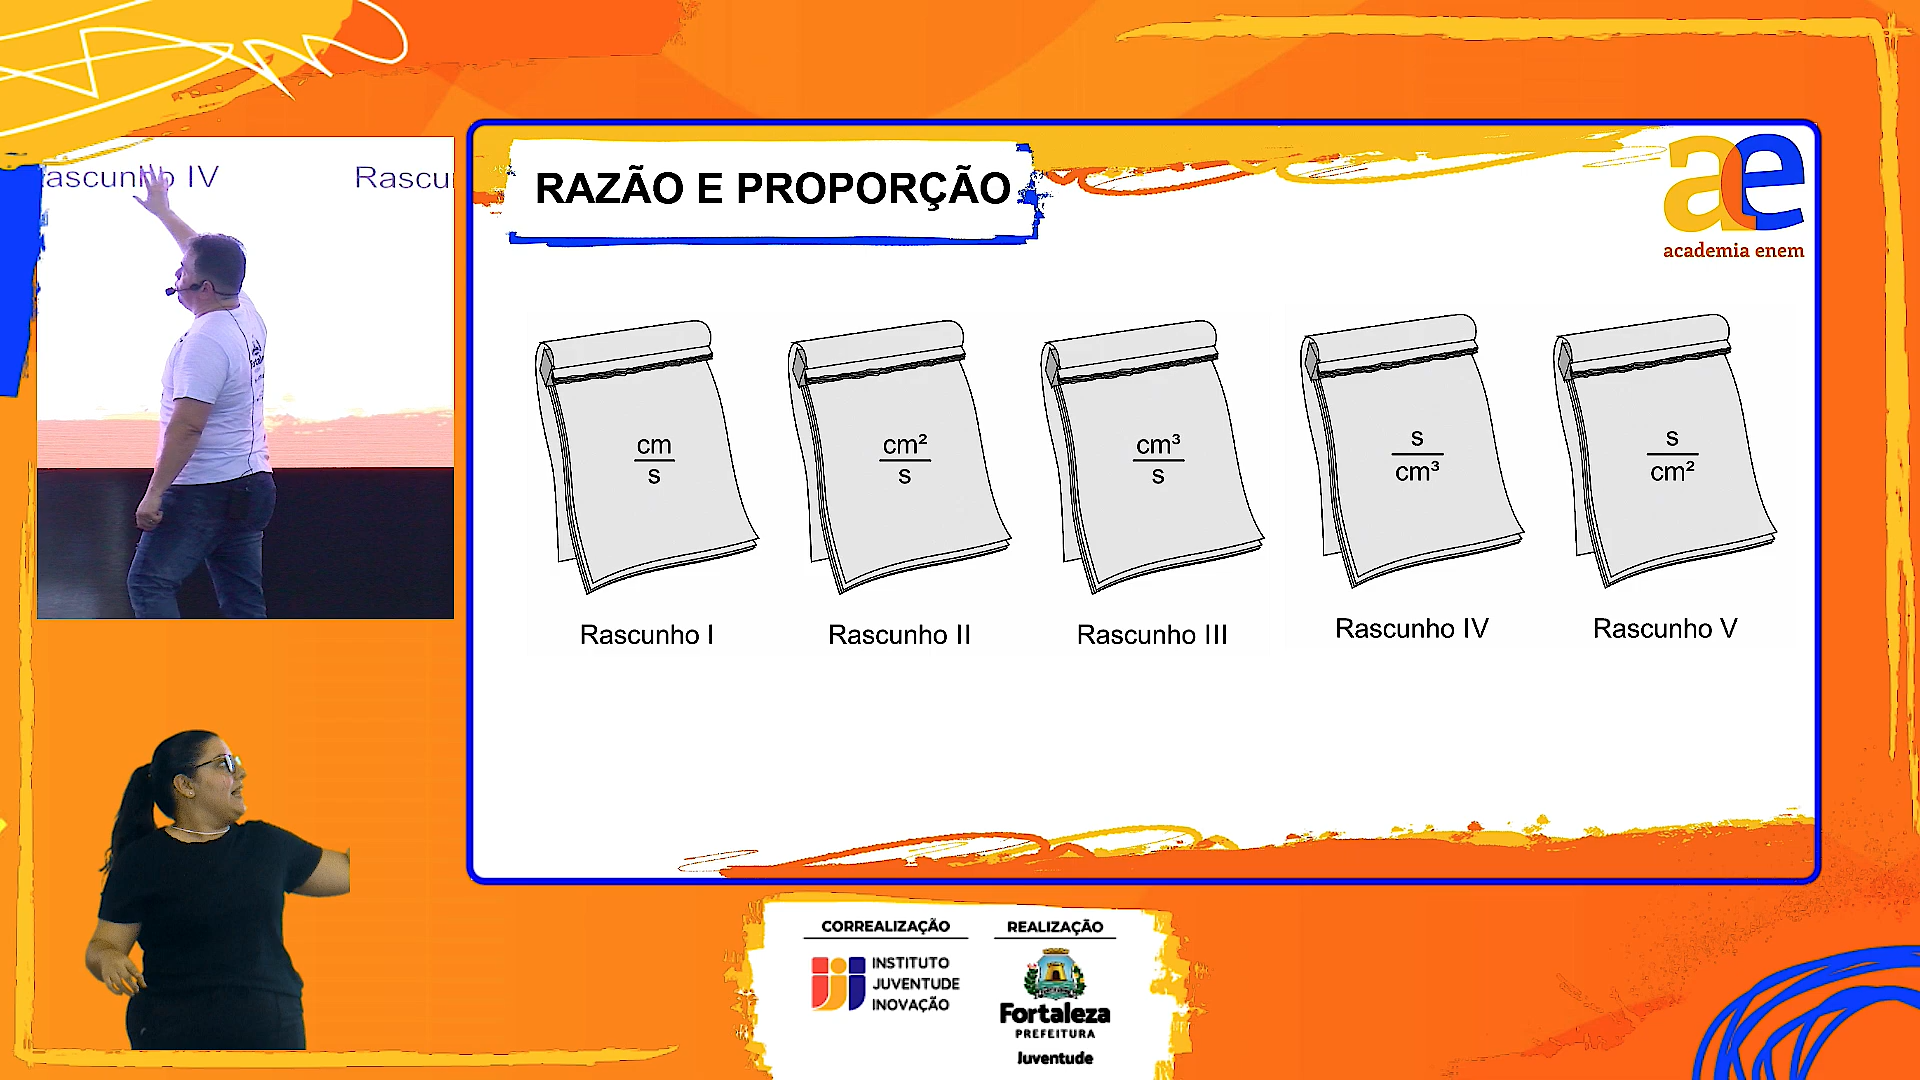 ascunho IV
Rascu
RAZÃO E PROPORÇÃO
ae
academia enem
cm
s
cm²
s
cm³
s
s
cm³
s
cm²
Rascunho I
Rascunho II
Rascunho III
Rascunho IV
Rascunho V
CORREALIZAÇÃO
INSTITUTO
JUVENTUDE
INOVAÇÃO
REALIZAÇÃO
Fortaleza
PREFEITURA
Juventude